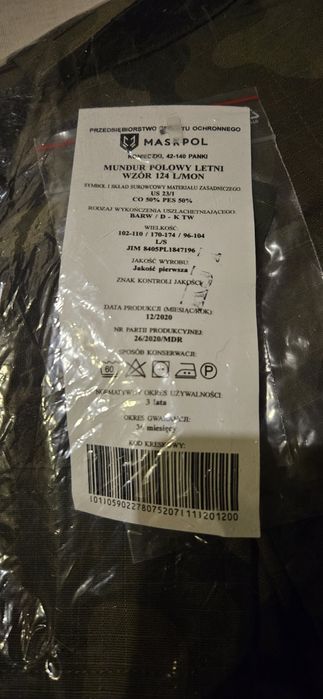 PRZEDSIĘBIORSTWO SPRZĘTU OCHRONNEGO
MASKPOL
KONIECZKI, 42-140 PANKI
MUNDUR POLOWY LETNI
WZÓR 124 L/MON
SYMBOL I SKŁAD SUROWCOWY MATERIAŁU ZASADNICZEGO
US 23/1
CO 50% PES 50%
RODZAJ WYKOŃCZENIA USZLACHETNIAJĄCEGO:
BARW / D - K TW
WIELKOŚĆ:
102-110 / 170-174 / 96-104
L/S
JIM 8405PL1847196
JAKOŚĆ WYROBU:
Jakość pierwsza
ZNAK KONTROLI JAKOŚCI
DATA PRODUKCJI (MIESIĄC/ROK):
12/2020
NR PARTII PRODUKCYJNEJ:
26/2020/MDR
SPOSÓB KONSERWACJI:
60 P
NORMATYWNY OKRES UŻYWALNOŚCI:
3 lata
OKRES GWARANCJI:
36 miesięcy
KOD KRESKOWY:
(01)05902278075207(11)201200